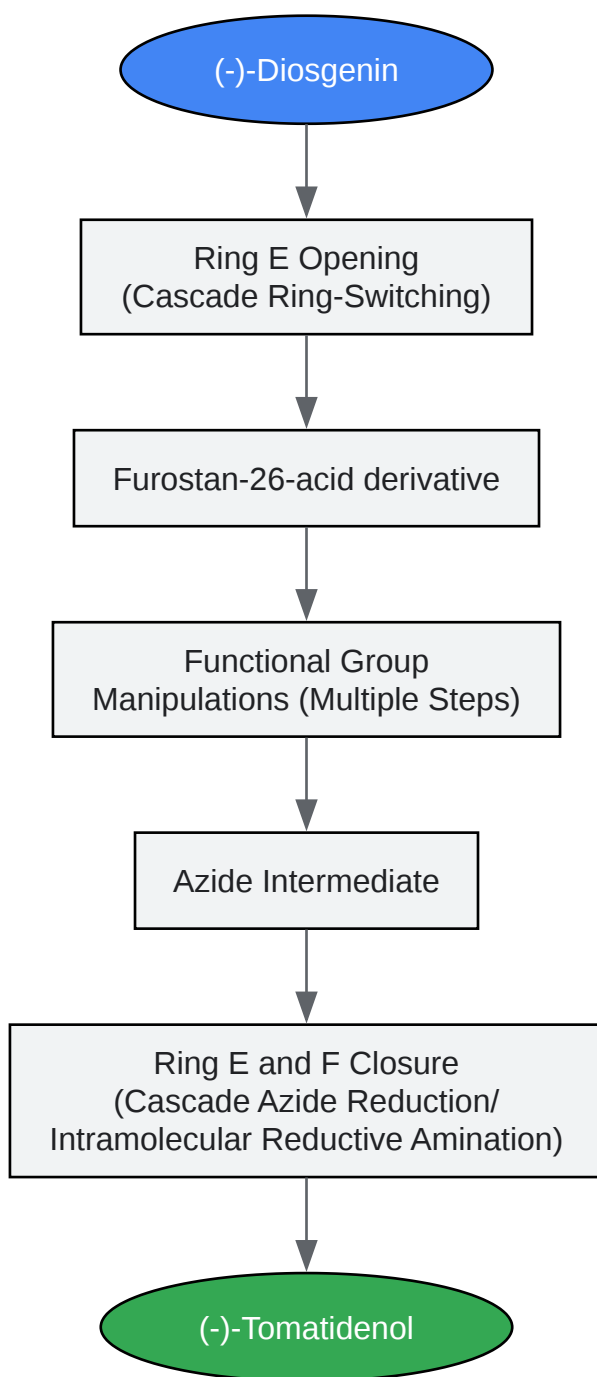 (-)-Diosgenin
Ring E Opening
(Cascade Ring-Switching)
Furostan-26-acid derivative
Functional Group
Manipulations (Multiple Steps)
Azide Intermediate
Ring E and F Closure
(Cascade Azide Reduction/
Intramolecular Reductive Amination)
(-)-Tomatidenol